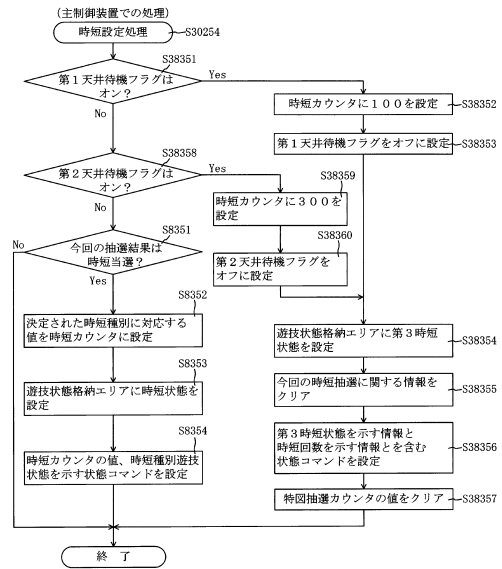 (主制御装置での処理)
時短設定処理
S30254
S38351
第1天井待機フラグは
オン？
Yes
No
時短カウンタに100を設定
S38352
第1天井待機フラグをオフに設定
S38353
S38358
第2天井待機フラグは
オン？
Yes
No
S38359
時短カウンタに300を
設定
S38360
第2天井待機フラグを
オフに設定
S8351
今回の抽選結果は
時短当選？
No
Yes
S8352
決定された時短種別に対応する
値を時短カウンタに設定
S8353
遊技状態格納エリアに時短状態を
設定
S8354
時短カウンタの値、時短種別遊技
状態を示す状態コマンドを設定
遊技状態格納エリアに第3時短
状態を設定
S38354
今回の時短抽選に関する情報を
クリア
S38355
第3時短状態を示す情報と
時短回数を示す情報とを含む
状態コマンドを設定
S38356
特図抽選カウンタの値をクリア
S38357
終 了